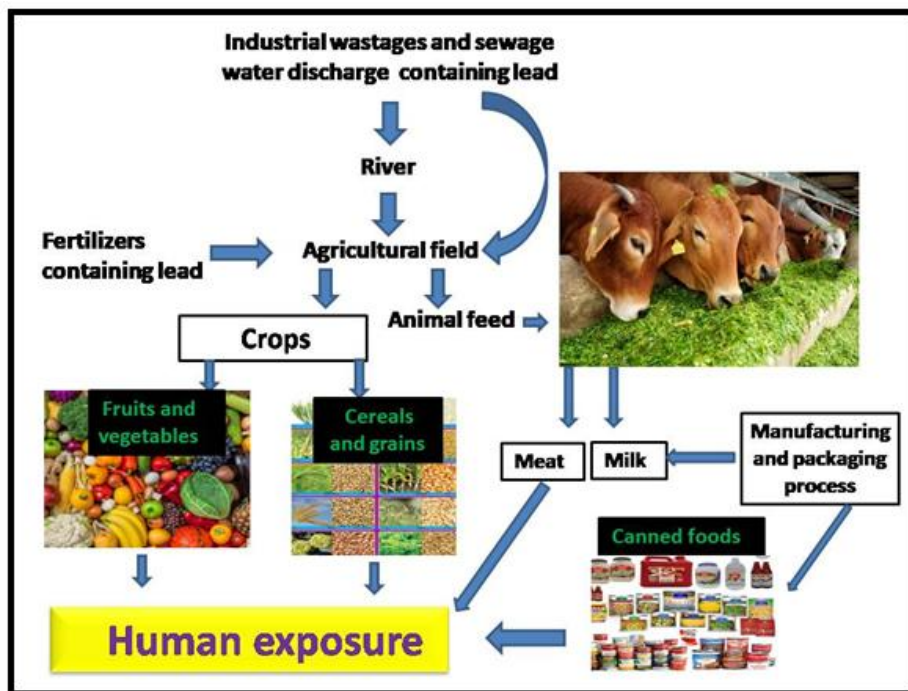 Industrial wastages and sewage
water discharge containing lead
River
Fertilizers
containing lead
Agricultural field
Animal feed
Crops
Fruits and
vegetables
Cereals
and grains
Meat
Milk
Manufacturing
and packaging
process
Canned foods
Human exposure